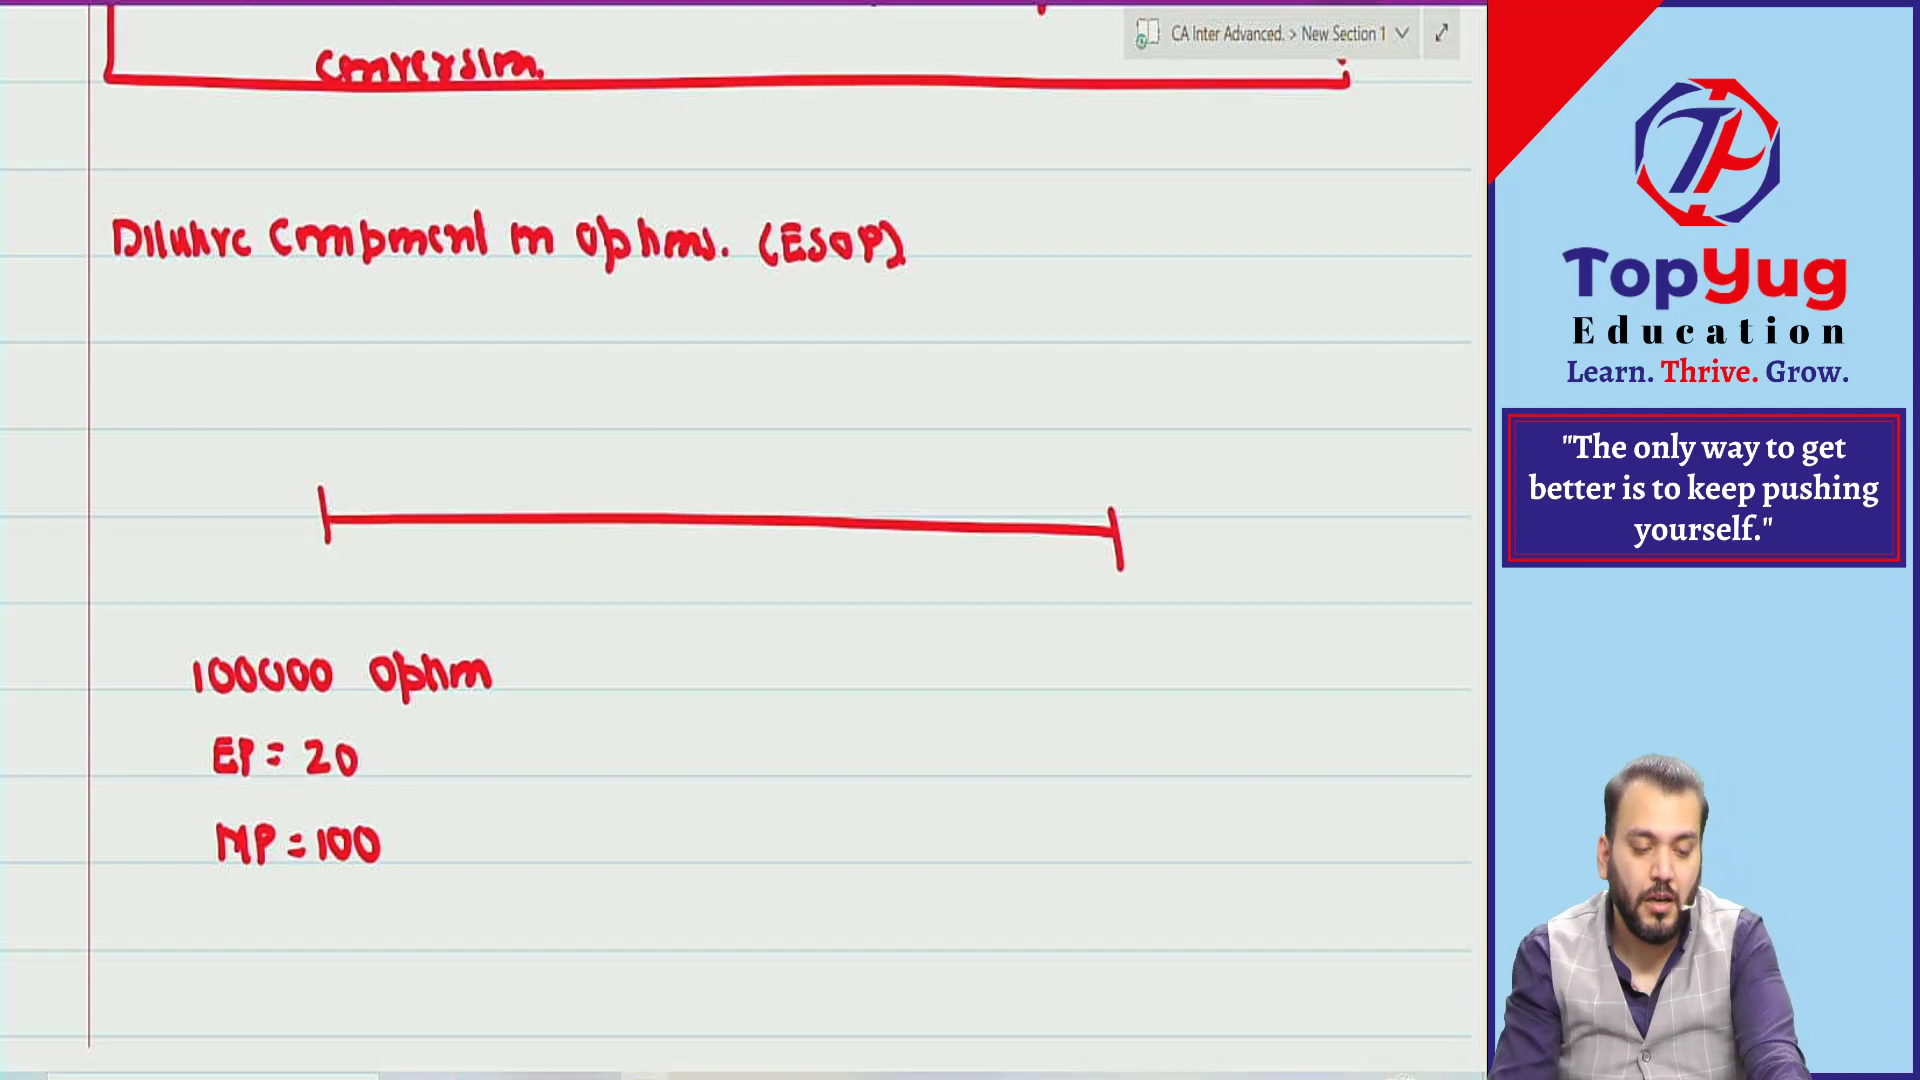 CA Inter Advanced. > New Section 1
Conversion.
Dilutive Component in Options. (ESOP)
100000 Option
EP = 20
MP = 100
TopYug
Education
Learn. Thrive. Grow.
"The only way to get
better is to keep pushing
yourself."